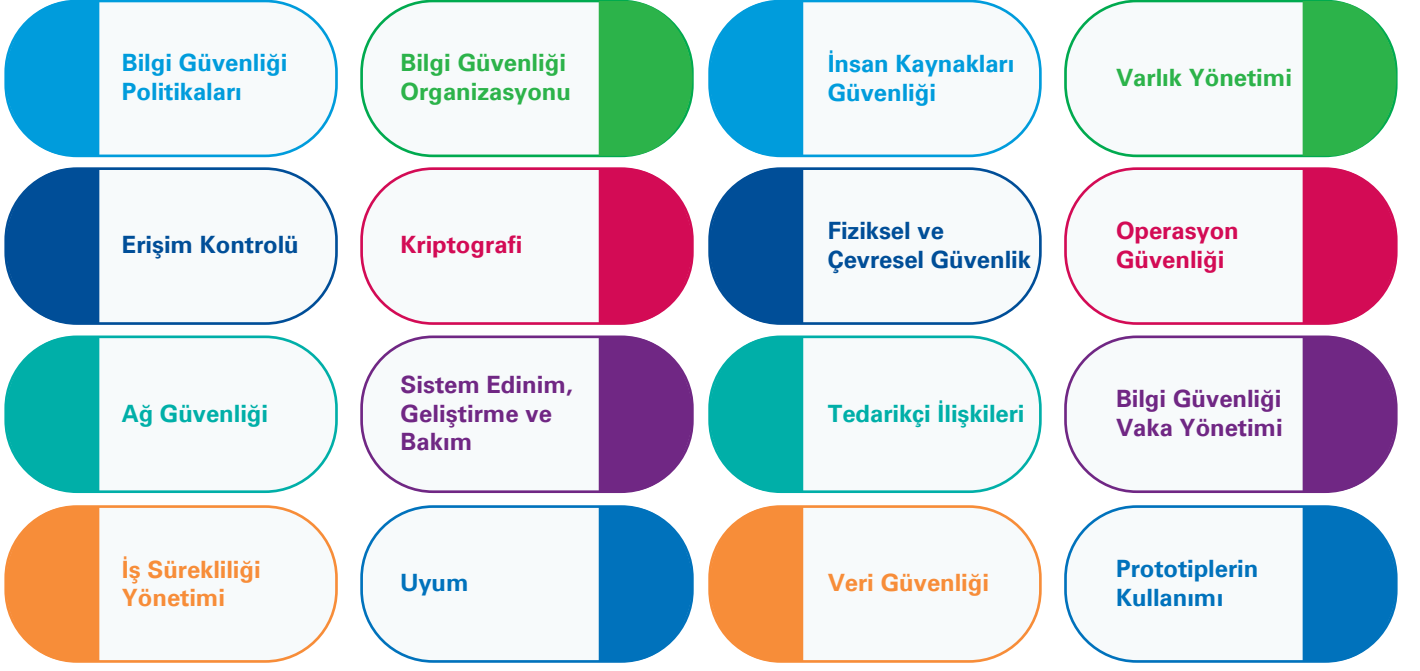 Bilgi Güvenliği
Politikaları
Bilgi Güvenliği
Organizasyonu
İnsan Kaynakları
Güvenliği
Varlık Yönetimi
Erişim Kontrolü
Kriptografi
Fiziksel ve
Çevresel Güvenlik
Operasyon
Güvenliği
Ağ Güvenliği
Sistem Edinim,
Geliştirme ve
Bakım
Tedarikçi İlişkileri
Bilgi Güvenliği
Vaka Yönetimi
İş Sürekliliği
Yönetimi
Uyum
Veri Güvenliği
Prototiplerin
Kullanımı